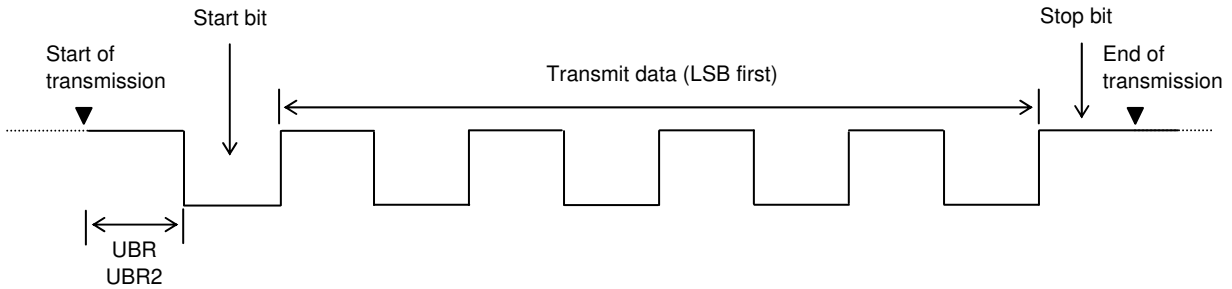 Start bit
Stop bit
Start of
transmission
Transmit data (LSB first)
End of
transmission
UBR
UBR2